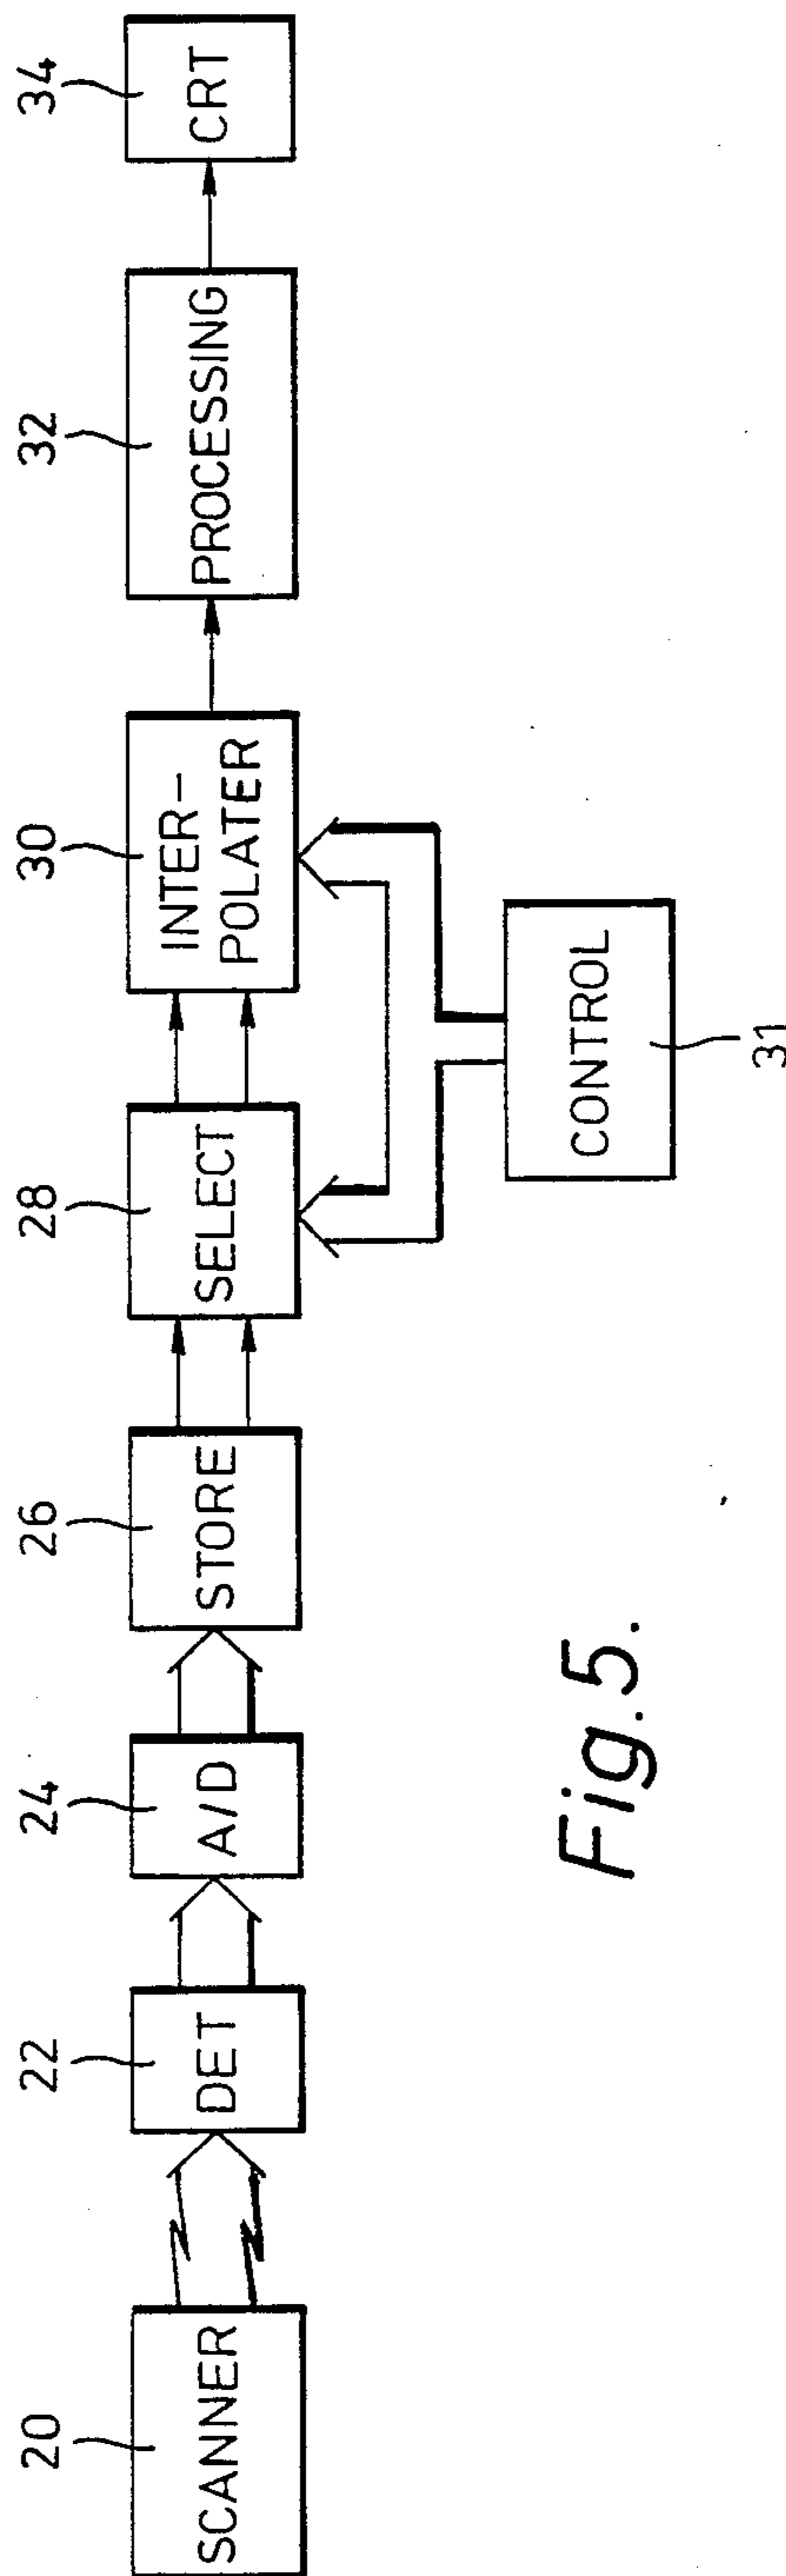 20
22
24
26
28
30
32
34
SCANNER
DET
A/D
STORE
SELECT
INTER–
POLATER
PROCESSING
CRT
CONTROL
31
Fig.5.